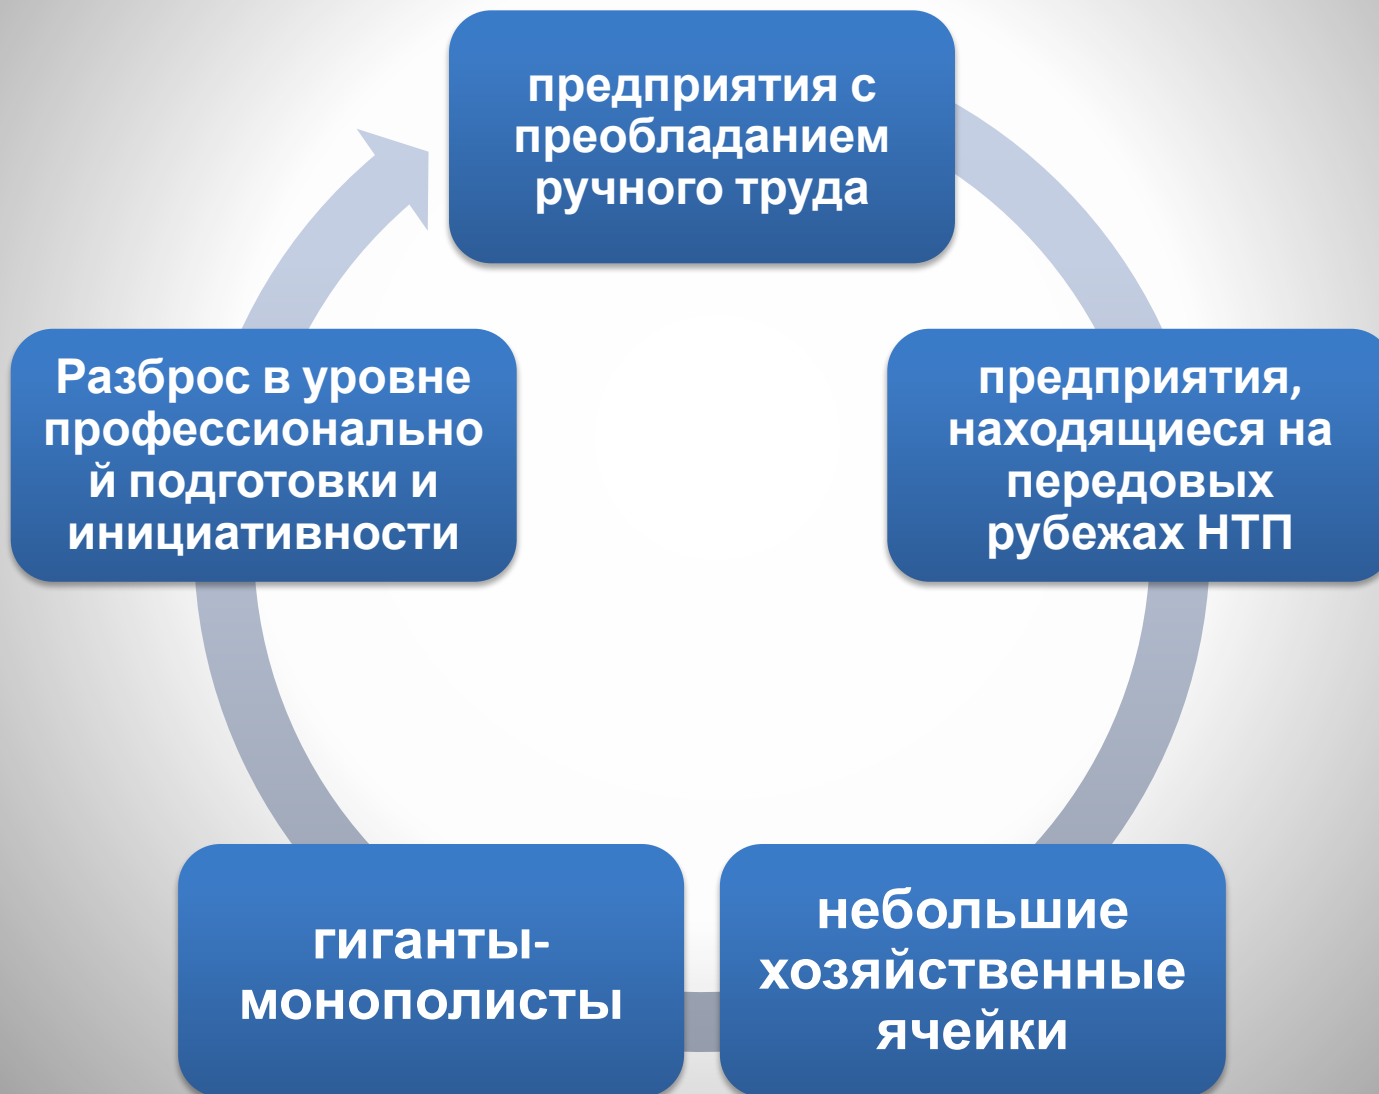 предприятия с
преобладанием
ручного труда
Разброс в уровне
профессионально
й подготовки и
инициативности
предприятия,
находящиеся на
передовых
рубежах НТП
гиганты-
монополисты
небольшие
хозяйственные
ячейки